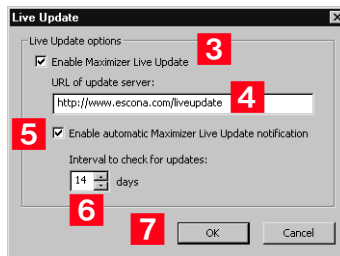 Live Update
Live Update options
3
Enable Maximizer Live Update
URL of update server:
http://www.escona.com/liveupdate
4
5
Enable automatic Maximizer Live Update notification
Interval to check for updates:
14 days
6
7
OK Cancel